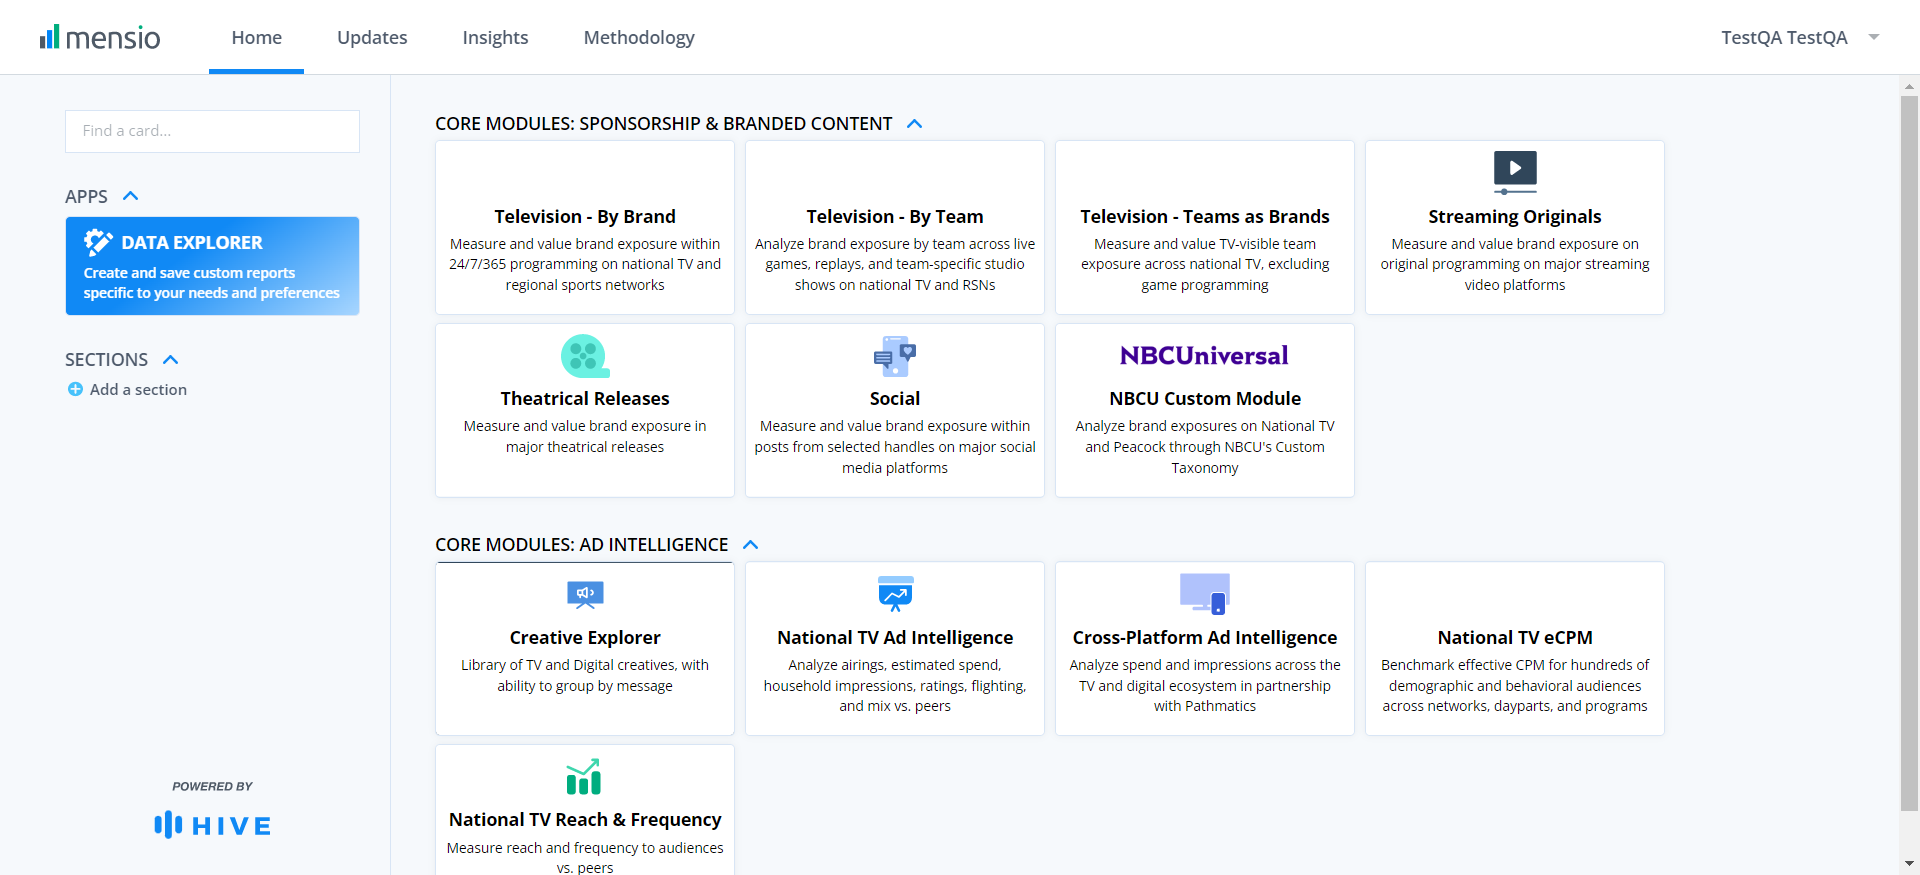 mensio
Home
Updates
Insights
Methodology
TestQA TestQA
Find a card...
APPS
DATA EXPLORER
Create and save custom reports
specific to your needs and preferences
SECTIONS
Add a section
POWERED BY
HIVE
CORE MODULES: SPONSORSHIP & BRANDED CONTENT
Television - By Brand
Measure and value brand exposure within
24/7/365 programming on national TV and
regional sports networks
Television - By Team
Analyze brand exposure by team across live
games, replays, and team-specific studio
shows on national TV and RSNs
Television - Teams as Brands
Measure and value TV-visible team
exposure across national TV, excluding
game programming
Streaming Originals
Measure and value brand exposure on
original programming on major streaming
video platforms
Theatrical Releases
Measure and value brand exposure in
major theatrical releases
Social
Measure and value brand exposure within
posts from selected handles on major social
media platforms
NBCUniversal
NBCU Custom Module
Analyze brand exposures on National TV
and Peacock through NBCU's Custom
Taxonomy
CORE MODULES: AD INTELLIGENCE
Creative Explorer
Library of TV and Digital creatives, with
ability to group by message
National TV Ad Intelligence
Analyze airings, estimated spend,
household impressions, ratings, flighting,
and mix vs. peers
Cross-Platform Ad Intelligence
Analyze spend and impressions across the
TV and digital ecosystem in partnership
with Pathmatics
National TV eCPM
Benchmark effective CPM for hundreds of
demographic and behavioral audiences
across networks, dayparts, and programs
National TV Reach & Frequency
Measure reach and frequency to audiences
vs. peers